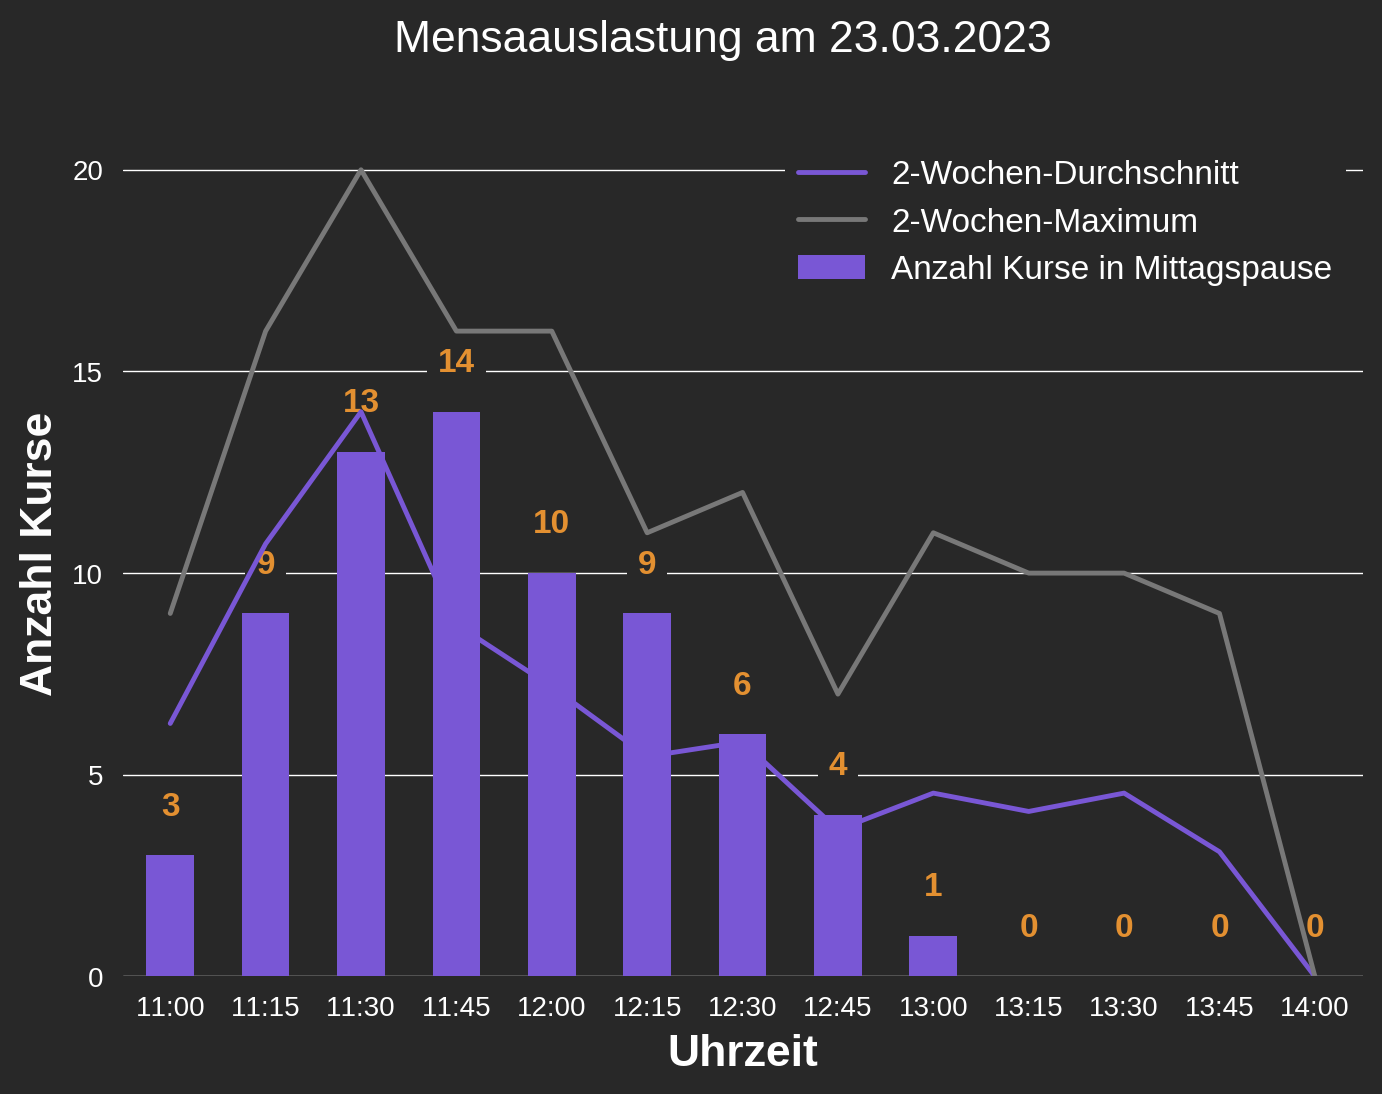 Mensaauslastung am 23.03.2023
2-Wochen-Durchschnitt
2-Wochen-Maximum
Anzahl Kurse in Mittagspause
Anzahl Kurse
20
15
10
5
0
3
9
13
14
10
9
6
4
1
0
0
0
0
11:00 11:15 11:30 11:45 12:00 12:15 12:30 12:45 13:00 13:15 13:30 13:45 14:00
Uhrzeit